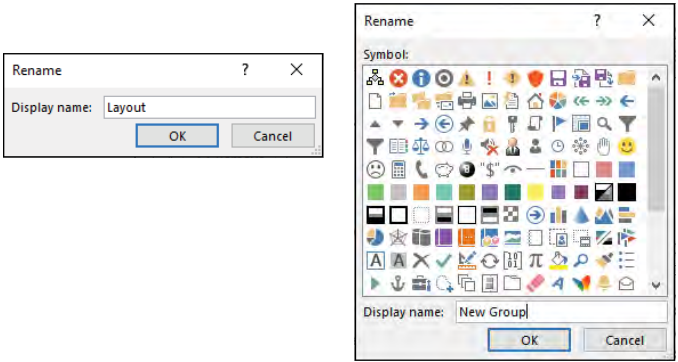 Rename ? ×
Display name: Layout
OK Cancel
Rename ? ×
Symbol:
Display name: New Group
OK Cancel